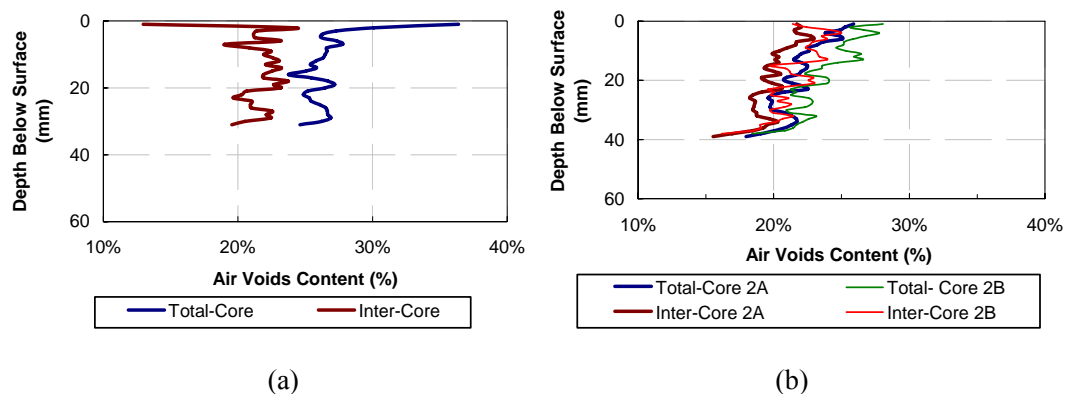 0
20
40
60
10%
20%
30%
40%
Depth Below Surface
(mm)
Air Voids Content (%)
Total-Core
Inter-Core
(a)
0
20
40
60
10%
20%
30%
40%
Depth Below Surface
(mm)
Air Voids Content (%)
Total-Core 2A
Total- Core 2B
Inter-Core 2A
Inter-Core 2B
(b)